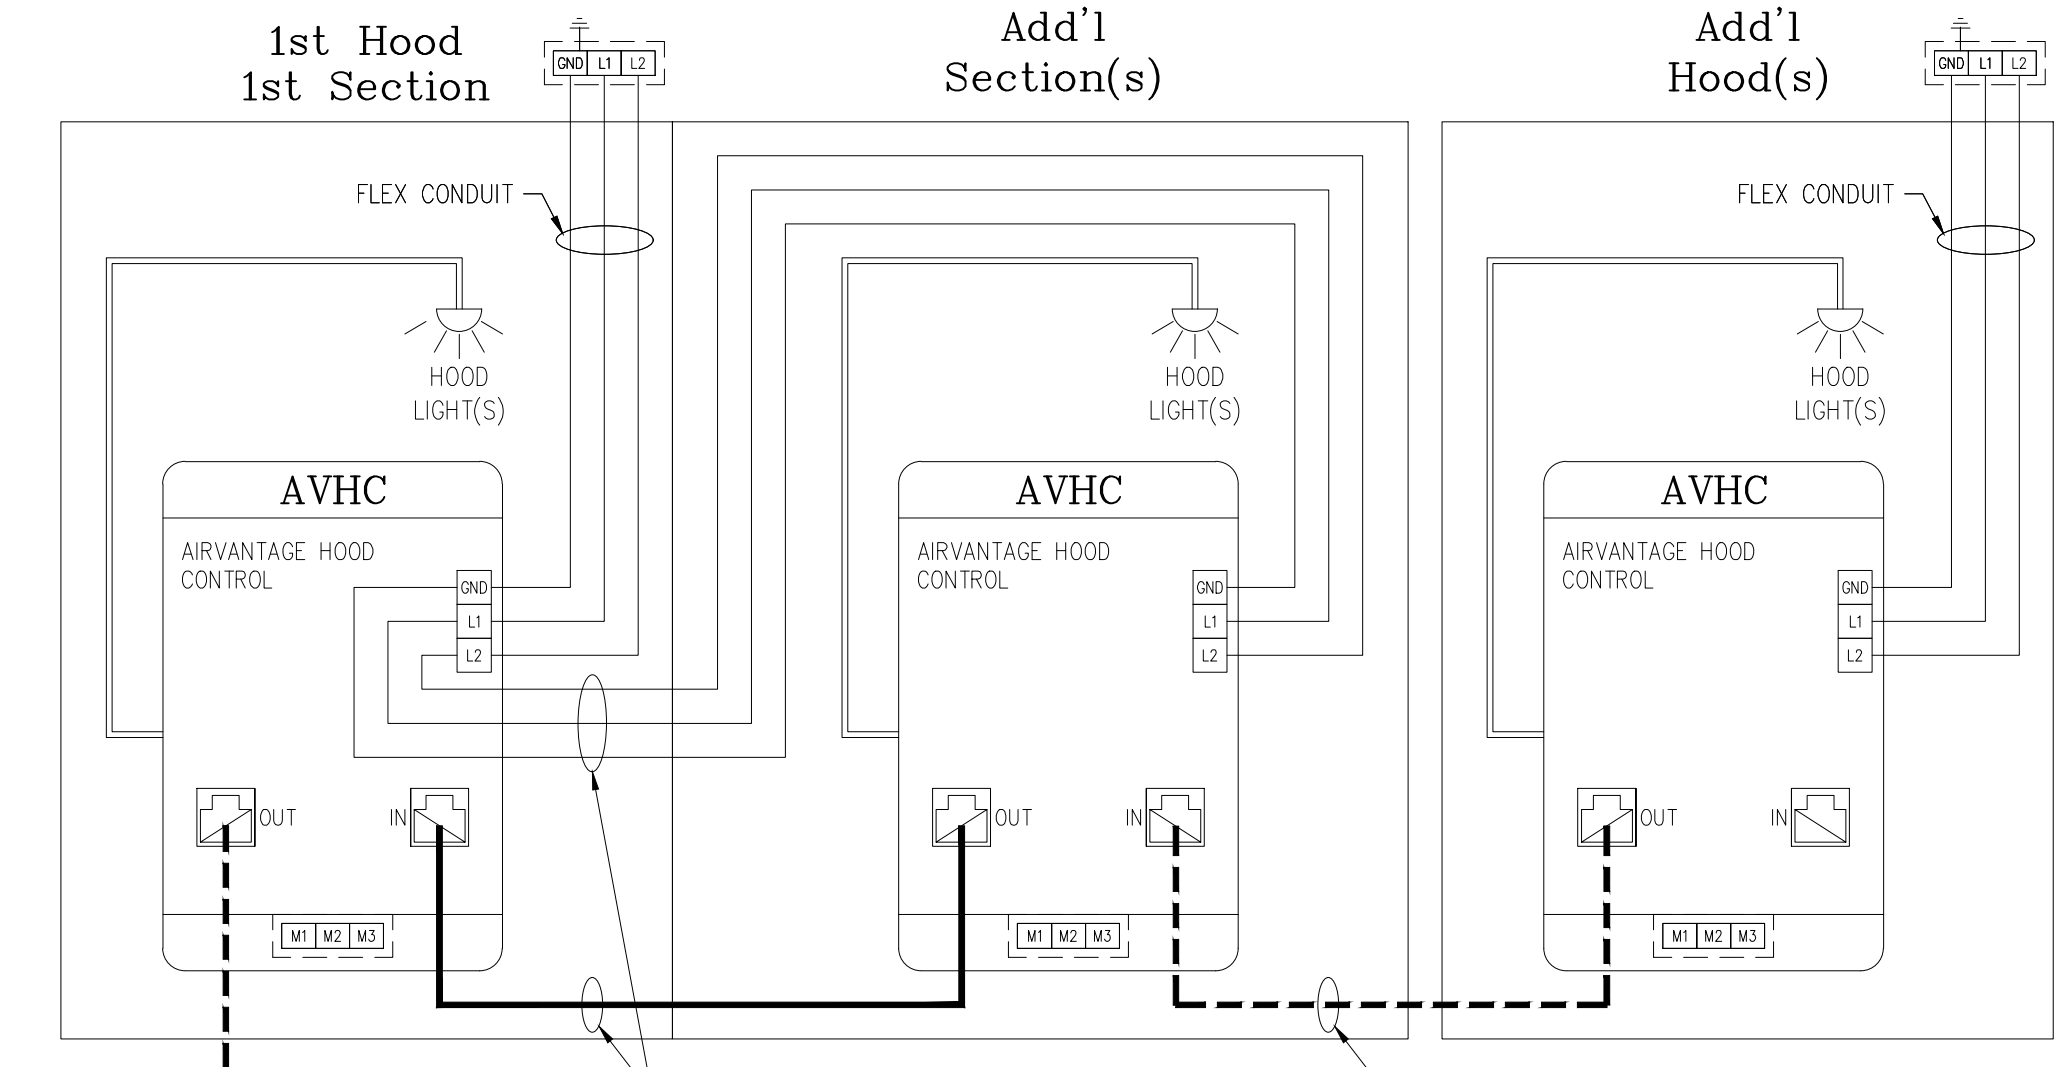 1st Hood
1st Section
GND L1 L2
Add'l
Section(s)
Add'l
Hood(s)
GND L1 L2
FLEX CONDUIT
FLEX CONDUIT
HOOD
LIGHT(S)
HOOD
LIGHT(S)
HOOD
LIGHT(S)
AVHC
AIRVANTAGE HOOD
CONTROL
GND
L1
L2
OUT
IN
M1 M2 M3
AVHC
AIRVANTAGE HOOD
CONTROL
GND
L1
L2
OUT
IN
M1 M2 M3
AVHC
AIRVANTAGE HOOD
CONTROL
GND
L1
L2
OUT
IN
M1 M2 M3